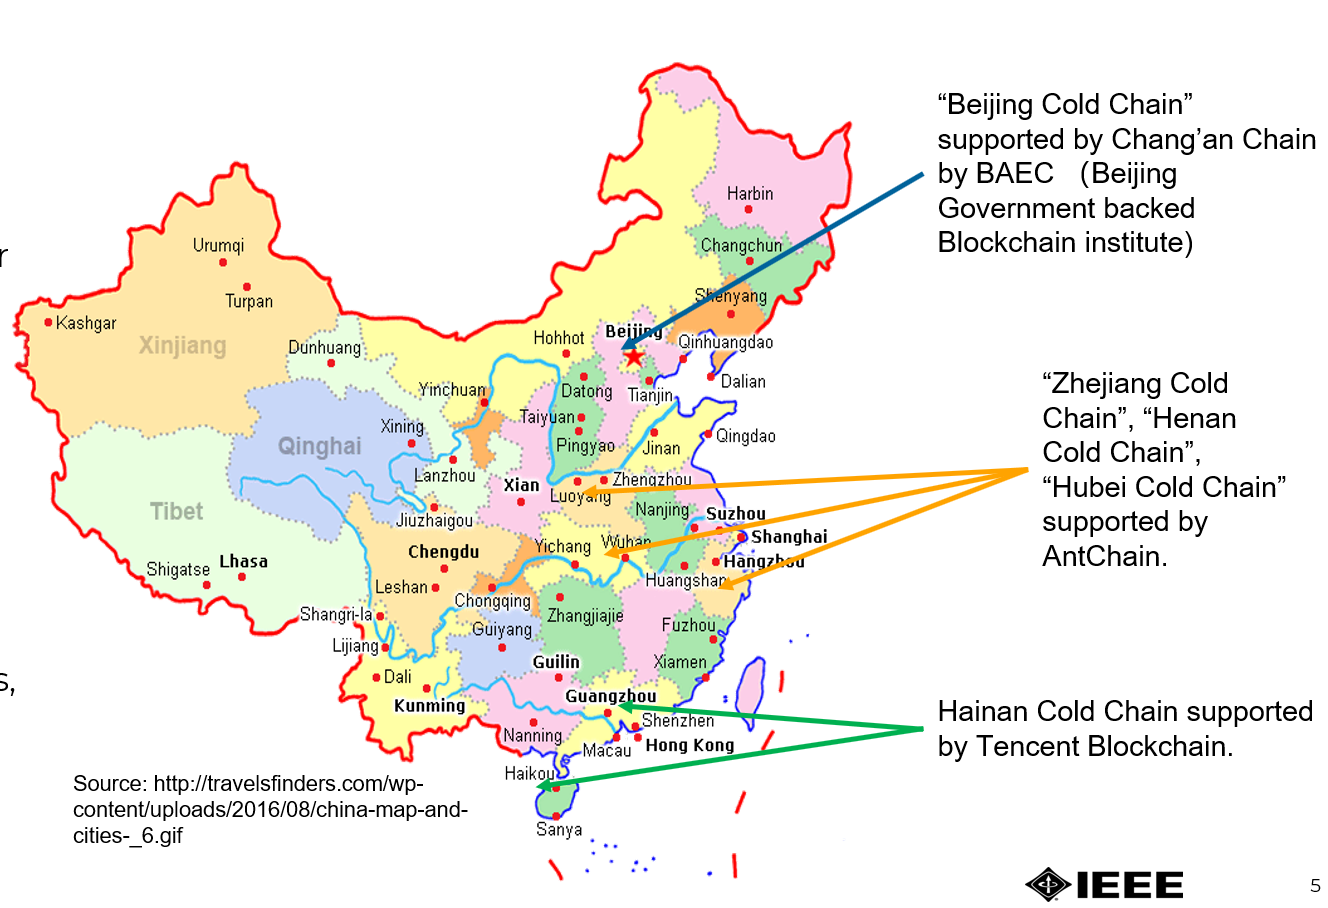 “Beijing Cold Chain”
supported by Chang’an Chain
by BAEC （Beijing
Government backed
Blockchain institute)
r
Harbin
Urumqi
Changchun
Turpan
Shenyang
Kashgar
Beijing
Hohhot
Xinjiang
Dunhuang
Qinhuangdao
“Zhejiang Cold
Chain”, “Henan
Cold Chain”,
“Hubei Cold Chain”
supported by
AntChain.
Dalian
Yinchuan
Datong
Tianjin
Taiyuan
Xining
Qingdao
Qinghai
Pingyao
Jinan
Lanzhou
Zhengzhou
Xian
Luoyang
Tibet
Nanjing
Suzhou
Jiuzhaigou
Shanghai
Chengdu
Yichang
Wuhan
Lhasa
Hangzhou
Shigatse
Huangshan
Leshan
Chongqing
Shangri-la
Zhangjiajie
Guiyang
Fuzhou
Lijiang
Guilin
Xiamen
s,
Dali
Guangzhou
Kunming
Shenzhen
Hainan Cold Chain supported
by Tencent Blockchain.
Nanning
Macau
Hong Kong
Haikou
Source: http://travelsfinders.com/wp-
content/uploads/2016/08/china-map-and-
cities-_6.gif
Sanya
IEEE
5